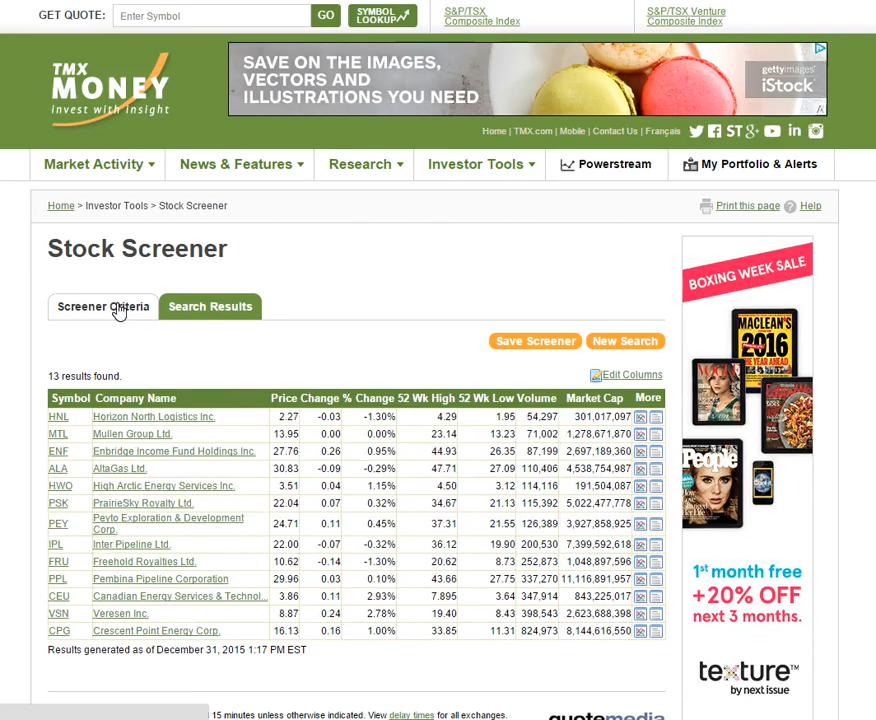 GET QUOTE: Enter Symbol GO SYMBOL LOOKUP S&P/TSX Composite Index S&P/TSX Venture Composite Index
TMX MONEY
invest with insight
SAVE ON THE IMAGES,
VECTORS AND
ILLUSTRATIONS YOU NEED
gettyimages®
iStock
Home | TMX.com | Mobile | Contact Us | Français
Market Activity News & Features Research Investor Tools Powerstream My Portfolio & Alerts
Home > Investor Tools > Stock Screener Print this page Help
Stock Screener
Screener Criteria Search Results
Save Screener New Search
13 results found. Edit Columns
Symbol Company Name Price Change % Change 52 Wk High 52 Wk Low Volume Market Cap More
HNL Horizon North Logistics Inc. 2.27 -0.03 -1.30% 4.29 1.95 54,297 301,017,097
MTL Mullen Group Ltd. 13.95 0.00 0.00% 23.14 13.23 71,002 1,278,671,870
ENF Enbridge Income Fund Holdings Inc. 27.76 0.26 0.95% 44.93 26.35 87,199 2,697,189,360
ALA AltaGas Ltd. 30.83 -0.09 -0.29% 47.71 27.09 110,406 4,538,754,987
HWO High Arctic Energy Services Inc. 3.51 0.04 1.15% 4.50 3.12 114,116 191,504,087
PSK PrairieSky Royalty Ltd. 22.04 0.07 0.32% 34.67 21.13 115,392 5,022,477,778
PEY Peyto Exploration & Development Corp. 24.71 0.11 0.45% 37.31 21.55 126,389 3,927,858,925
IPL Inter Pipeline Ltd. 22.00 -0.07 -0.32% 36.12 19.90 200,530 7,399,592,618
FRU Freehold Royalties Ltd. 10.62 -0.14 -1.30% 20.62 8.73 252,873 1,048,897,596
PPL Pembina Pipeline Corporation 29.96 0.03 0.10% 43.66 27.75 337,270 11,116,891,957
CEU Canadian Energy Services & Technol... 3.86 0.11 2.93% 7.895 3.64 347,914 843,225,017
VSN Veresen Inc. 8.87 0.24 2.78% 19.40 8.43 398,543 2,623,688,398
CPG Crescent Point Energy Corp. 16.13 0.16 1.00% 33.85 11.31 824,973 8,144,616,550
Results generated as of December 31, 2015 1:17 PM EST
15 minutes unless otherwise indicated. View delay times for all exchanges.
quotemedia
BOXING WEEK SALE
MACLEAN'S
2016
THE YEAR AHEAD
VOGUE
People
1st month free
+20% OFF
next 3 months.
texture™
by next issue